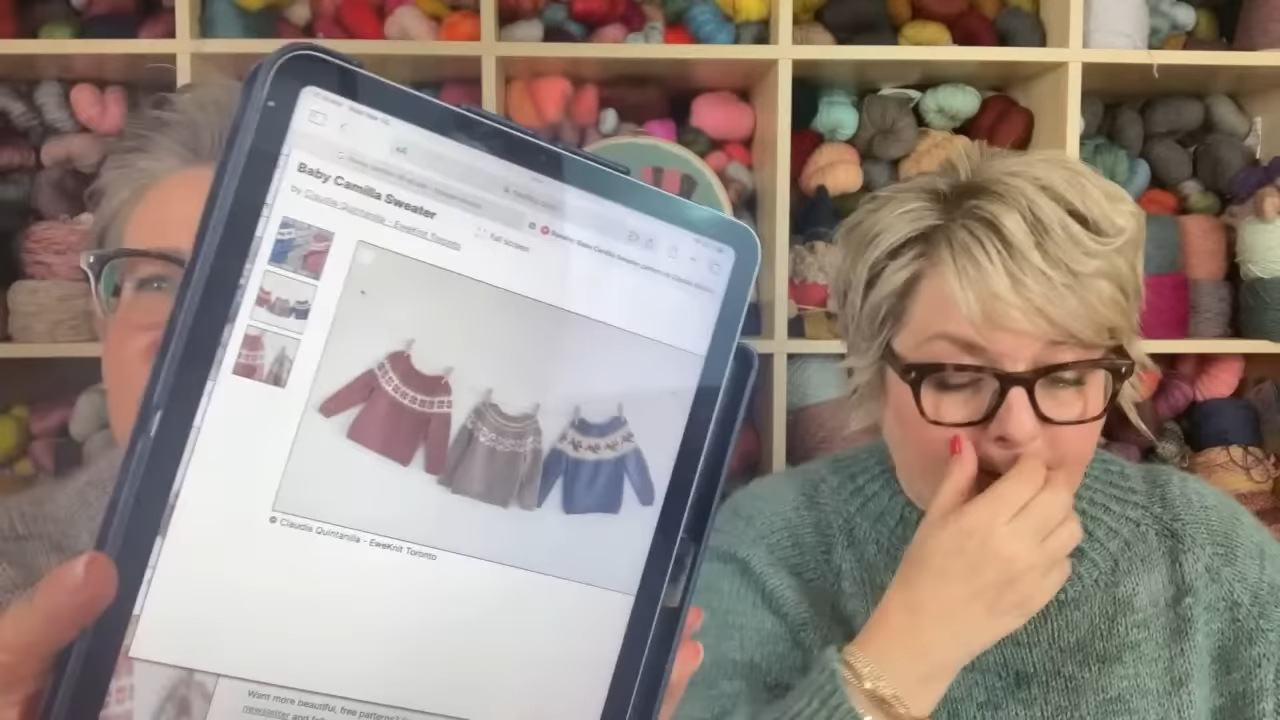 Baby Camilla Sweater
by Claudia Quintanilla - EweKnit Toronto
full screen
© Claudia Quintanilla - EweKnit Toronto
Want more beautiful, free patterns?
newsletter and